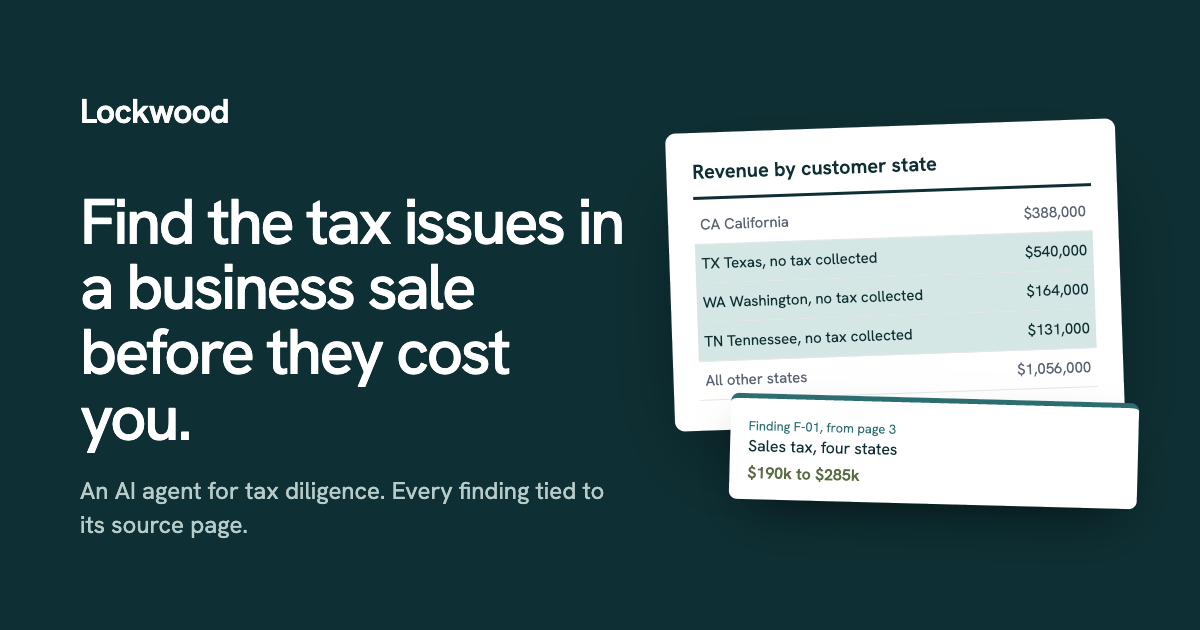 Lockwood
Find the tax issues in
a business sale
before they cost
you.
An AI agent for tax diligence. Every finding tied to
its source page.
Revenue by customer state
CA California $388,000
TX Texas, no tax collected $540,000
WA Washington, no tax collected $164,000
TN Tennessee, no tax collected $131,000
All other states $1,056,000
Finding F-01, from page 3
Sales tax, four states
$190k to $285k